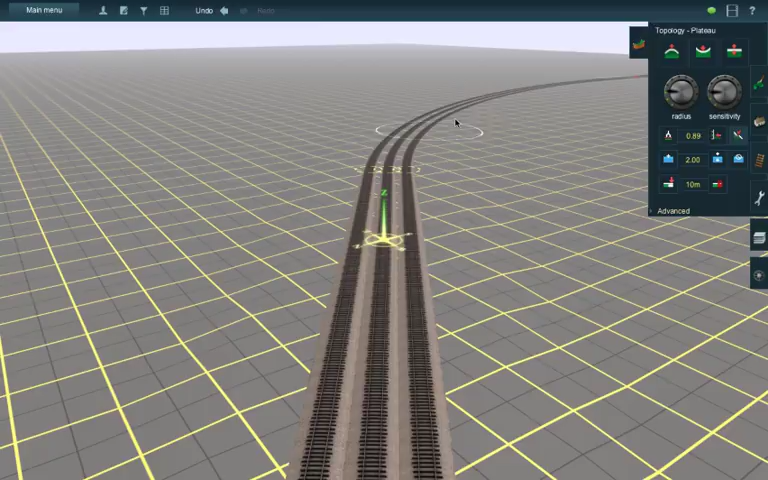 Main menu
Undo
Redo
Topology - Plateau
radius
sensitivity
0.89
2.00
10m
Advanced